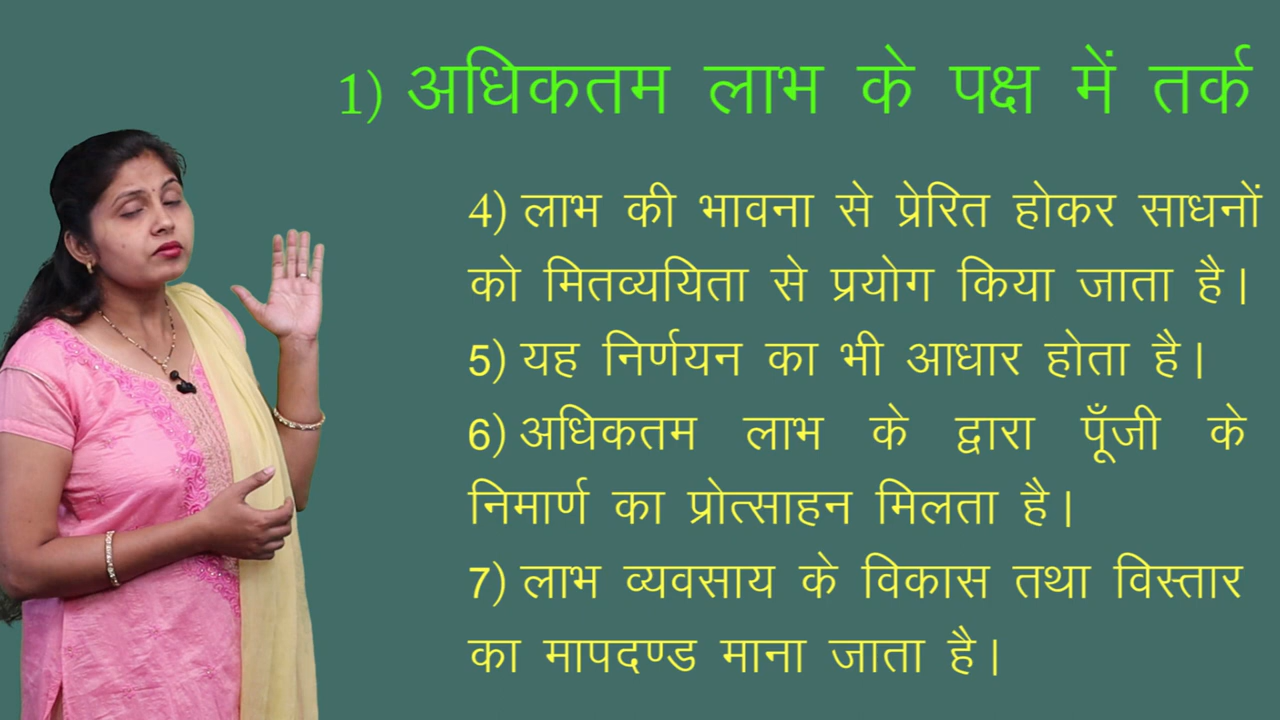 1) अधिकतम लाभ के पक्ष में तर्क
4) लाभ की भावना से प्रेरित होकर साधनों
को मितव्ययिता से प्रयोग किया जाता है।
5) यह निर्णयन का भी आधार होता है।
6) अधिकतम लाभ के द्वारा पूँजी के
निमार्ण का प्रोत्साहन मिलता है।
7) लाभ व्यवसाय के विकास तथा विस्तार
का मापदण्ड माना जाता है।